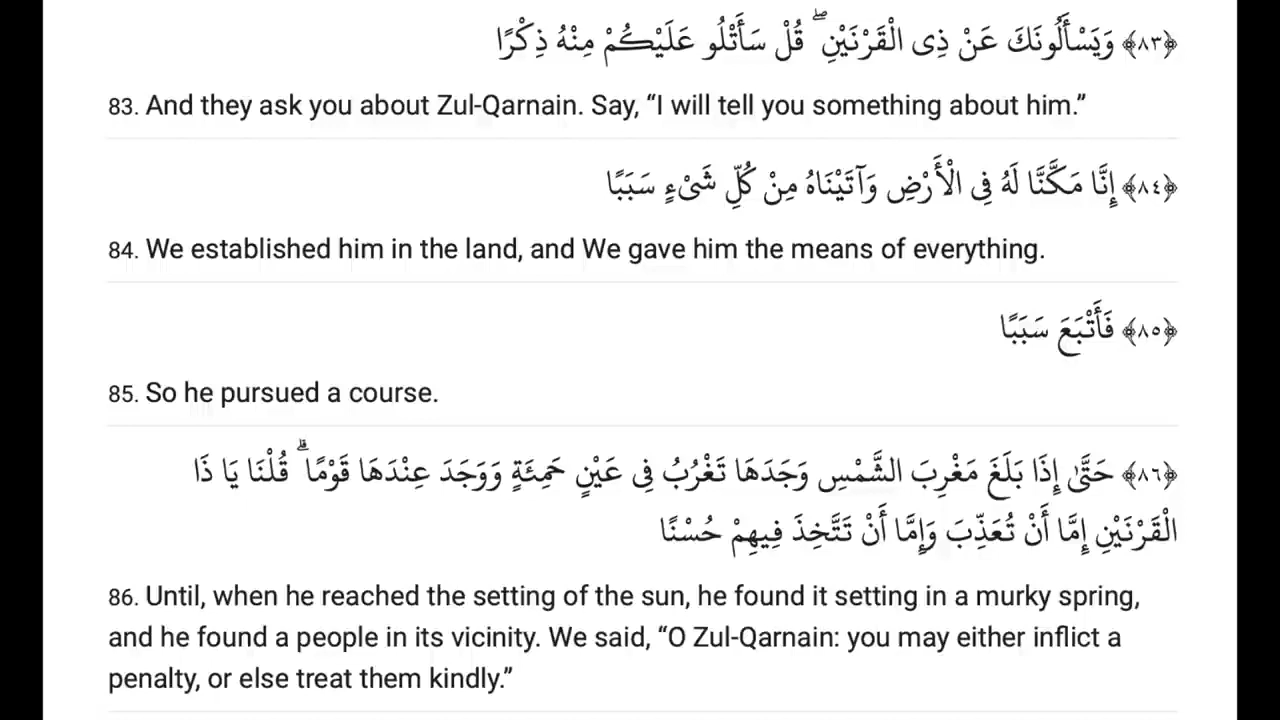 ﴿٨٣﴾ وَيَسْأَلُونَكَ عَنْ ذِى الْقَرْنَيْنِ ۖ قُلْ سَأَتْلُو عَلَيْكُمْ مِنْهُ ذِكْرًا
83. And they ask you about Zul-Qarnain. Say, “I will tell you something about him.”
﴿٨٤﴾ إِنَّا مَكَّنَّا لَهُ فِى الْأَرْضِ وَآتَيْنَاهُ مِنْ كُلِّ شَىْءٍ سَبَبًا
84. We established him in the land, and We gave him the means of everything.
﴿٨٥﴾ فَأَتْبَعَ سَبَبًا
85. So he pursued a course.
﴿٨٦﴾ حَتَّىٰ إِذَا بَلَغَ مَغْرِبَ الشَّمْسِ وَجَدَهَا تَغْرُبُ فِى عَيْنٍ حَمِئَةٍ وَوَجَدَ عِنْدَهَا قَوْمًا ۗ قُلْنَا يَا ذَا
الْقَرْنَيْنِ إِمَّا أَنْ تُعَذِّبَ وَإِمَّا أَنْ تَتَّخِذَ فِيهِمْ حُسْنًا
86. Until, when he reached the setting of the sun, he found it setting in a murky spring,
and he found a people in its vicinity. We said, “O Zul-Qarnain: you may either inflict a
penalty, or else treat them kindly.”